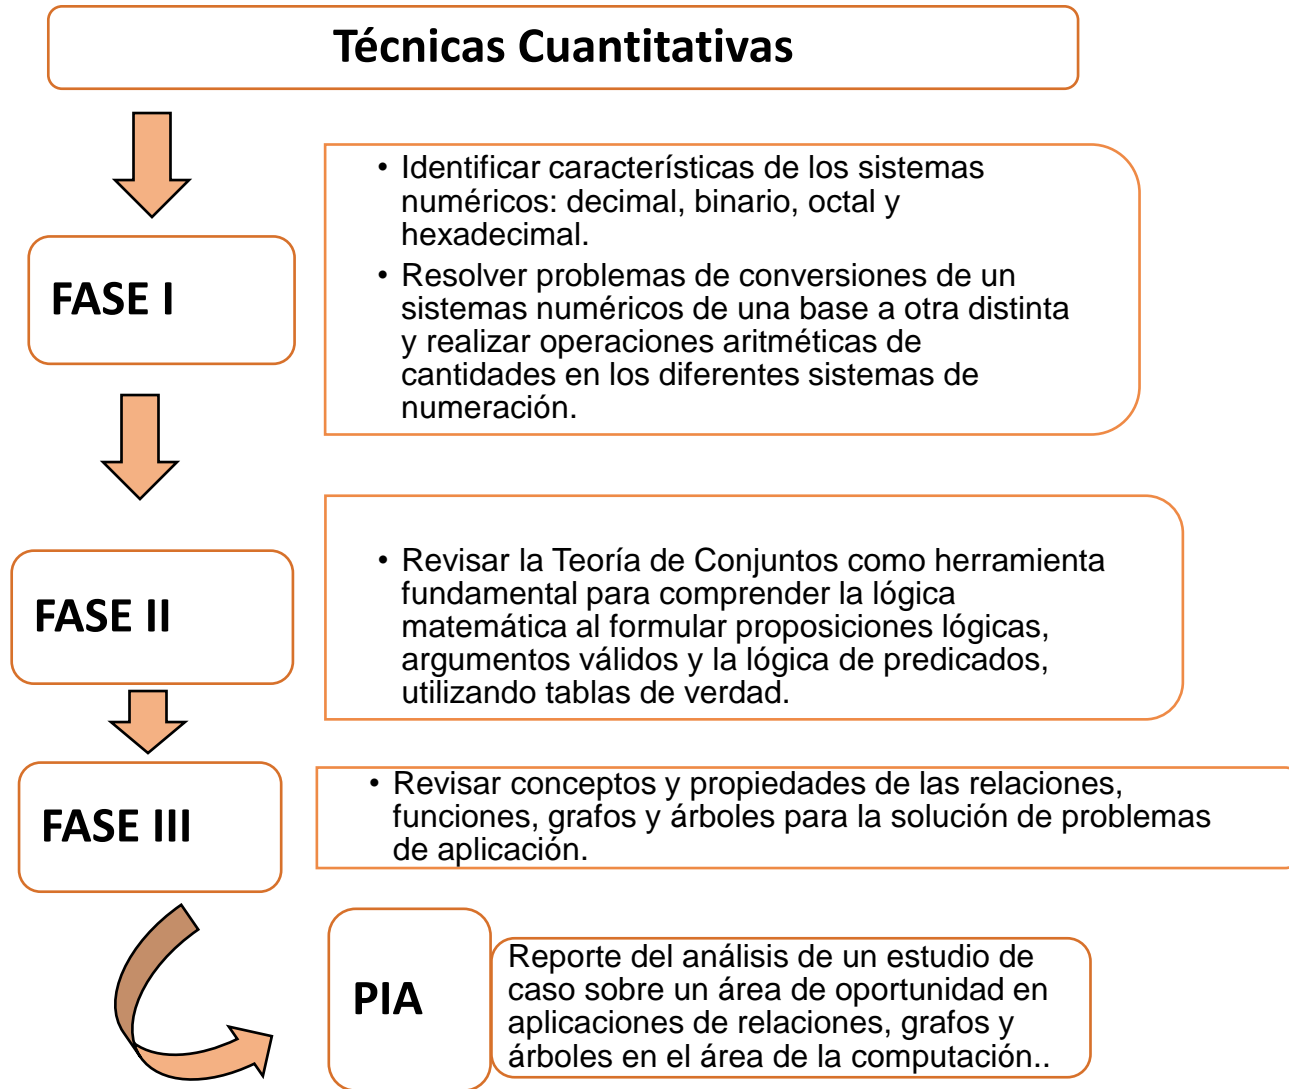 Técnicas Cuantitativas
FASE I
• Identificar características de los sistemas
numéricos: decimal, binario, octal y
hexadecimal.
• Resolver problemas de conversiones de un
sistemas numéricos de una base a otra distinta
y realizar operaciones aritméticas de
cantidades en los diferentes sistemas de
numeración.
FASE II
• Revisar la Teoría de Conjuntos como herramienta
fundamental para comprender la lógica
matemática al formular proposiciones lógicas,
argumentos válidos y la lógica de predicados,
utilizando tablas de verdad.
FASE III
• Revisar conceptos y propiedades de las relaciones,
funciones, grafos y árboles para la solución de problemas
de aplicación.
PIA
Reporte del análisis de un estudio de
caso sobre un área de oportunidad en
aplicaciones de relaciones, grafos y
árboles en el área de la computación..